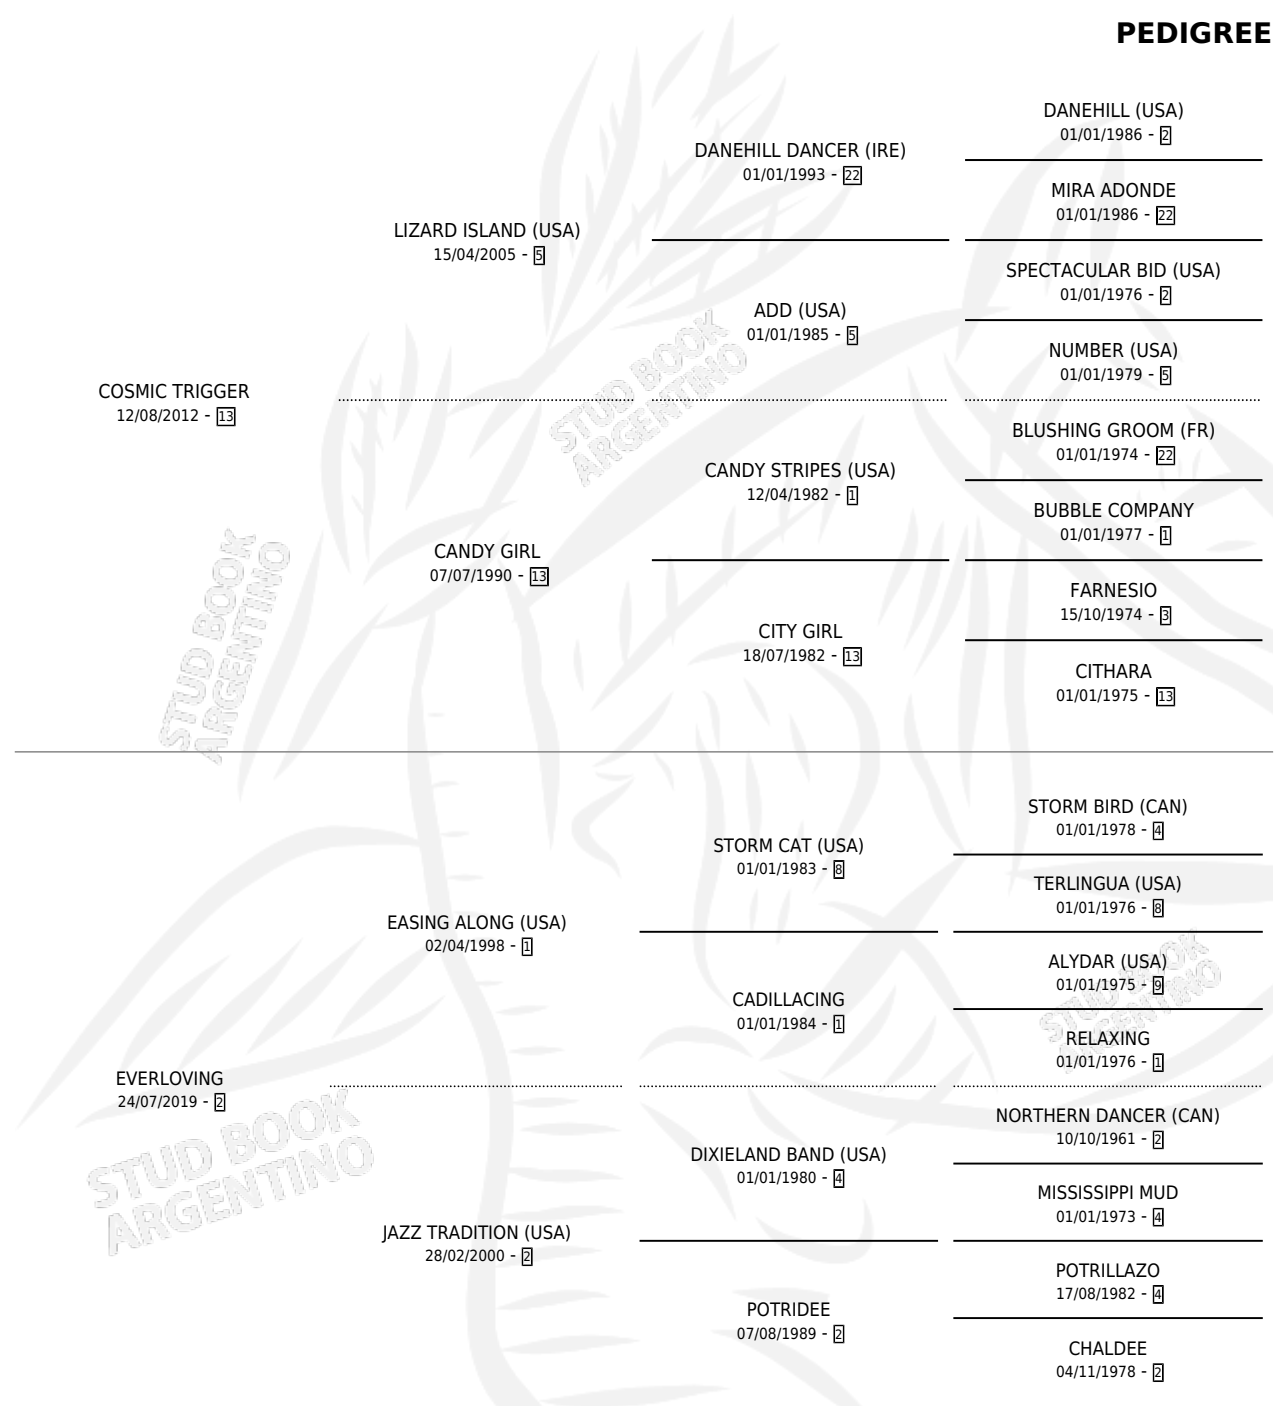 PEDIGREE
DANEHILL (USA)
01/01/1986 - 2
DANEHILL DANCER (IRE)
01/01/1993 - 22
MIRA ADONDE
01/01/1986 - 22
LIZARD ISLAND (USA)
15/04/2005 - 5
SPECTACULAR BID (USA)
01/01/1976 - 2
ADD (USA)
01/01/1985 - 5
NUMBER (USA)
01/01/1979 - 5
COSMIC TRIGGER
12/08/2012 - 13
BLUSHING GROOM (FR)
01/01/1974 - 22
CANDY STRIPES (USA)
12/04/1982 - 1
BUBBLE COMPANY
01/01/1977 - 1
CANDY GIRL
07/07/1990 - 13
FARNESIO
15/10/1974 - 3
CITY GIRL
18/07/1982 - 13
CITHARA
01/01/1975 - 13
STORM BIRD (CAN)
01/01/1978 - 4
STORM CAT (USA)
01/01/1983 - 8
TERLINGUA (USA)
01/01/1976 - 8
EASING ALONG (USA)
02/04/1998 - 1
ALYDAR (USA)
01/01/1975 - 9
CADILLACING
01/01/1984 - 1
RELAXING
01/01/1976 - 1
EVERLOVING
24/07/2019 - 2
NORTHERN DANCER (CAN)
10/10/1961 - 2
DIXIELAND BAND (USA)
01/01/1980 - 4
MISSISSIPPI MUD
01/01/1973 - 4
JAZZ TRADITION (USA)
28/02/2000 - 2
POTRILLAZO
17/08/1982 - 4
POTRIDEE
07/08/1989 - 2
CHALDEE
04/11/1978 - 2
STUD BOOK
ARGENTINO
STUD BOOK
ARGENTINO
STUD BOOK
ARGENTINO
STUD BOOK
ARGENTINO